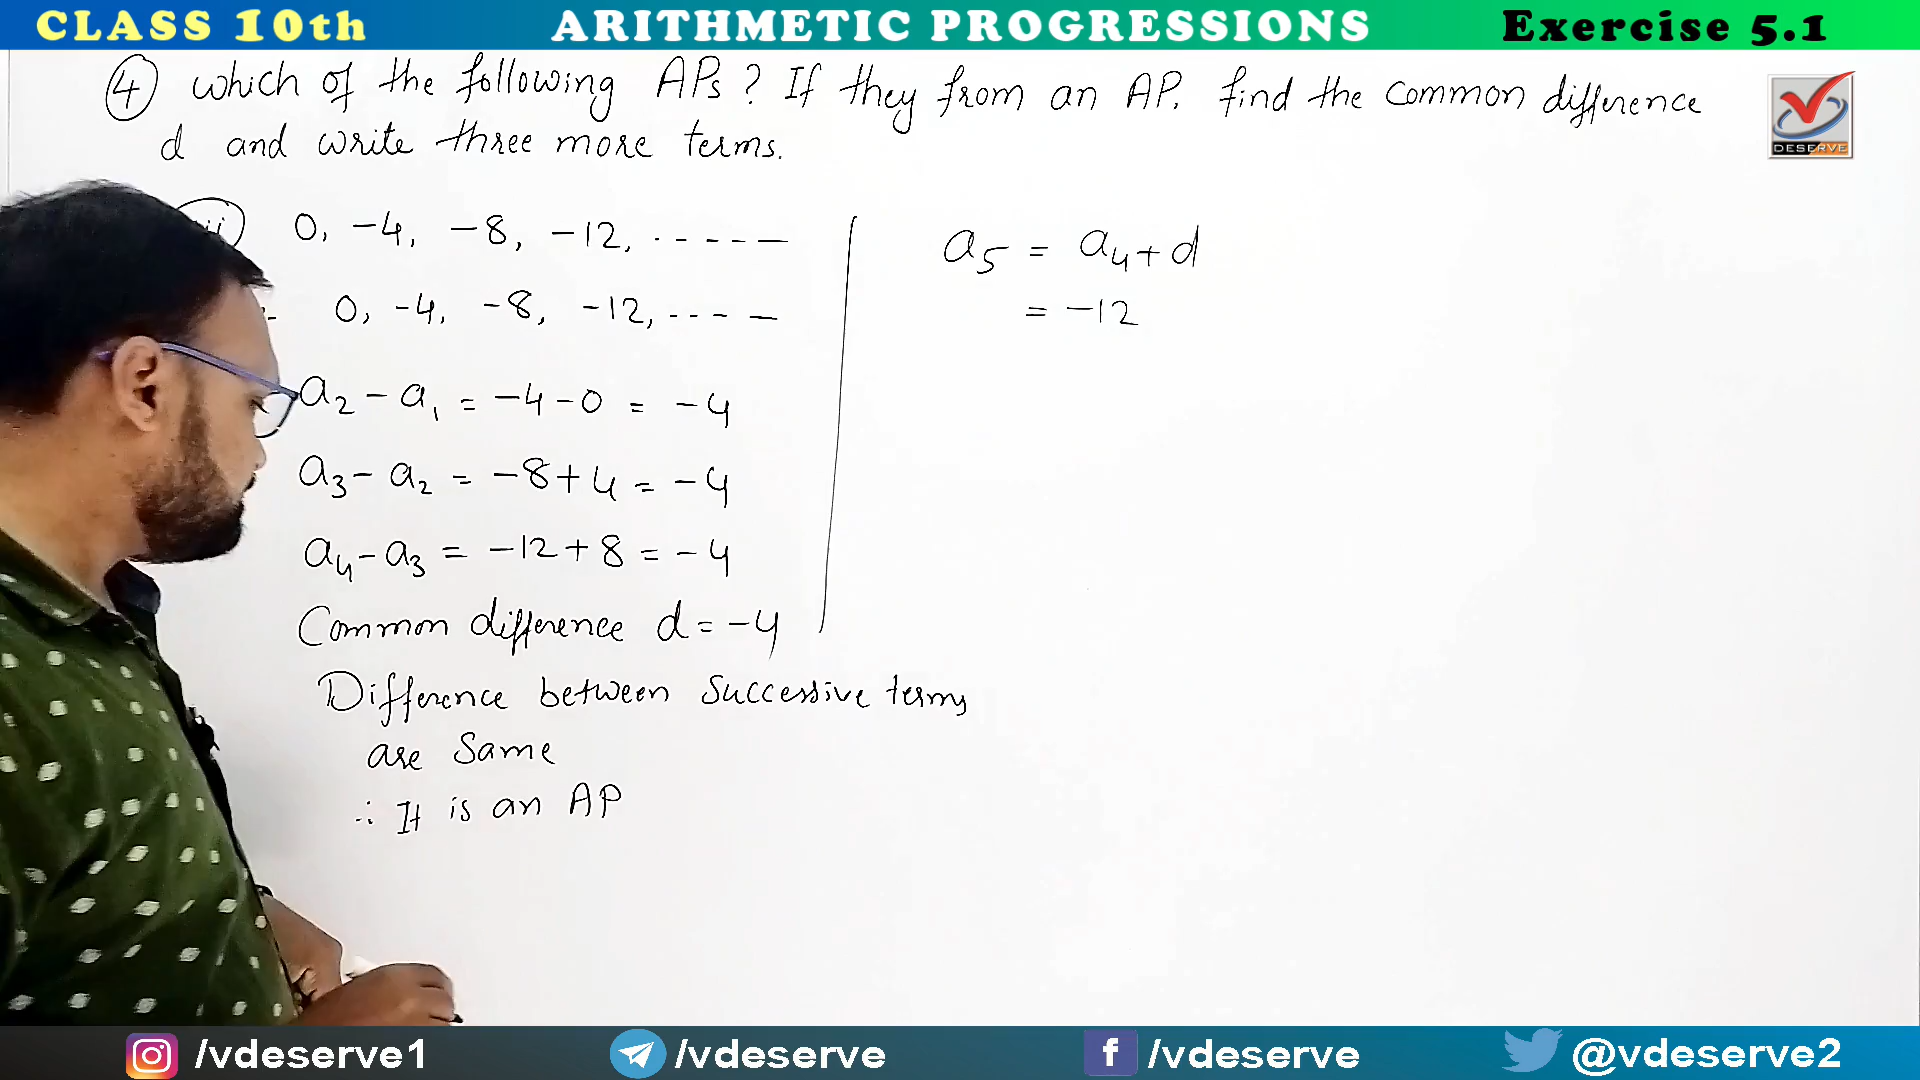 CLASS 10th ARITHMETIC PROGRESSIONS Exercise 5.1
④ Which of the following APs? If they from an AP. find the common difference
d and write three more terms.
DESERVE
0, -4, -8, -12, . - - - - -
0, -4, -8, -12, . - - - -
a₂ - a₁ = -4 - 0 = -4
a₃ - a₂ = -8 + 4 = -4
a₄ - a₃ = -12 + 8 = -4
Common difference d = -4
Difference between Successive terms
are Same
∴ It is an AP
a₅ = a₄ + d
= -12
/vdeserve1 /vdeserve /vdeserve @vdeserve2